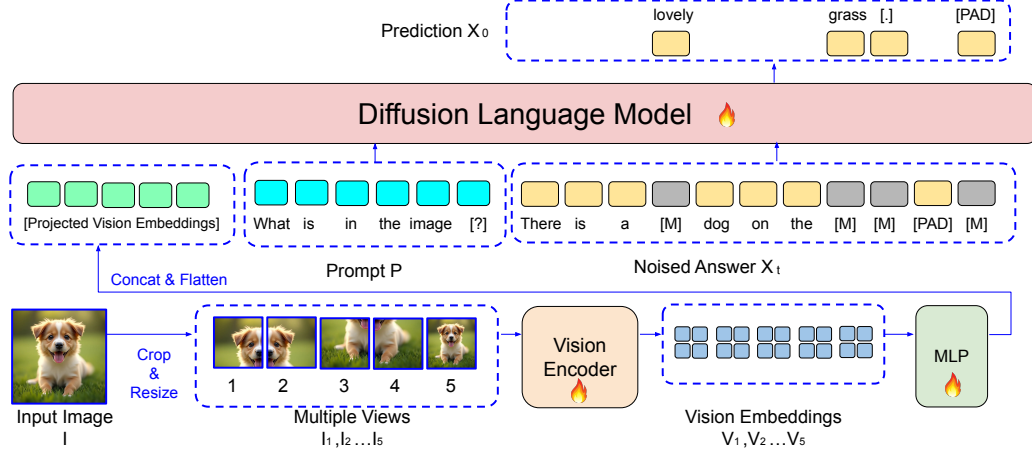 lovely grass [.] [PAD]
Prediction X₀
Diffusion Language Model
[Projected Vision Embeddings]
What is in the image [?]
There is a [M] dog on the [M] [M] [PAD] [M]
Prompt P
Noised Answer Xₜ
Concat & Flatten
Crop
&
Resize
1 2 3 4 5
Vision
Encoder
MLP
Input Image
I
Multiple Views
I₁,I₂…I₅
Vision Embeddings
V₁,V₂…V₅